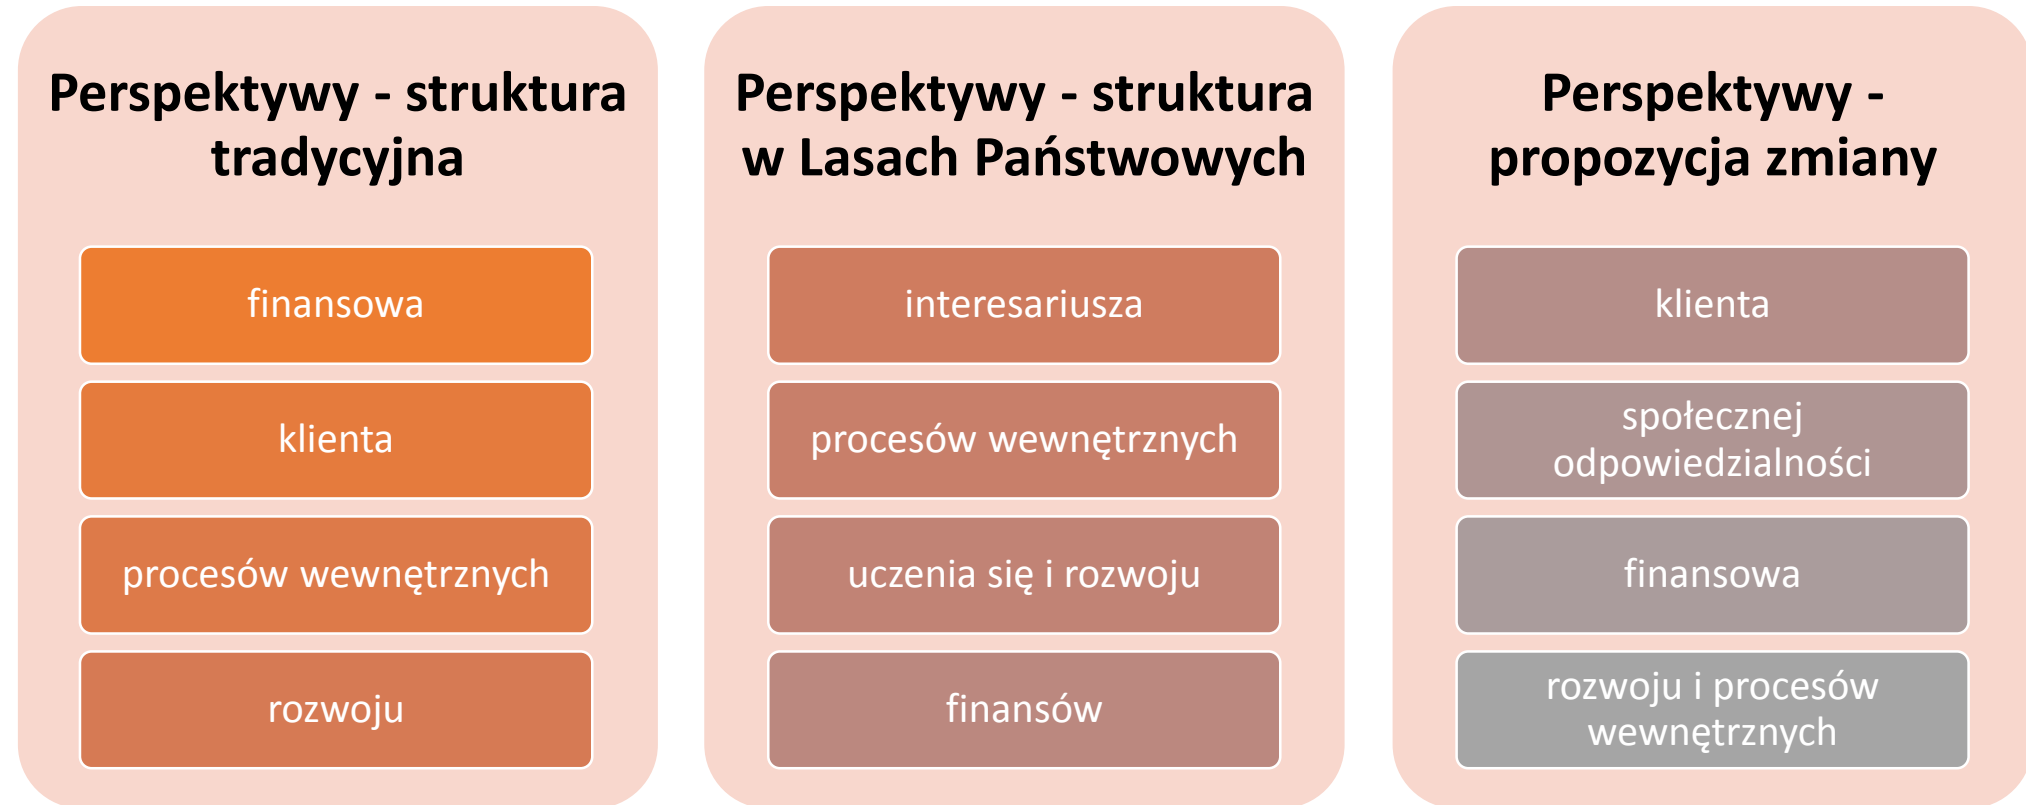 Perspektywy - struktura
tradycyjna
finansowa
klienta
procesów wewnętrznych
rozwoju
Perspektywy - struktura
w Lasach Państwowych
interesariusza
procesów wewnętrznych
uczenia się i rozwoju
finansów
Perspektywy -
propozycja zmiany
klienta
społecznej
odpowiedzialności
finansowa
rozwoju i procesów
wewnętrznych